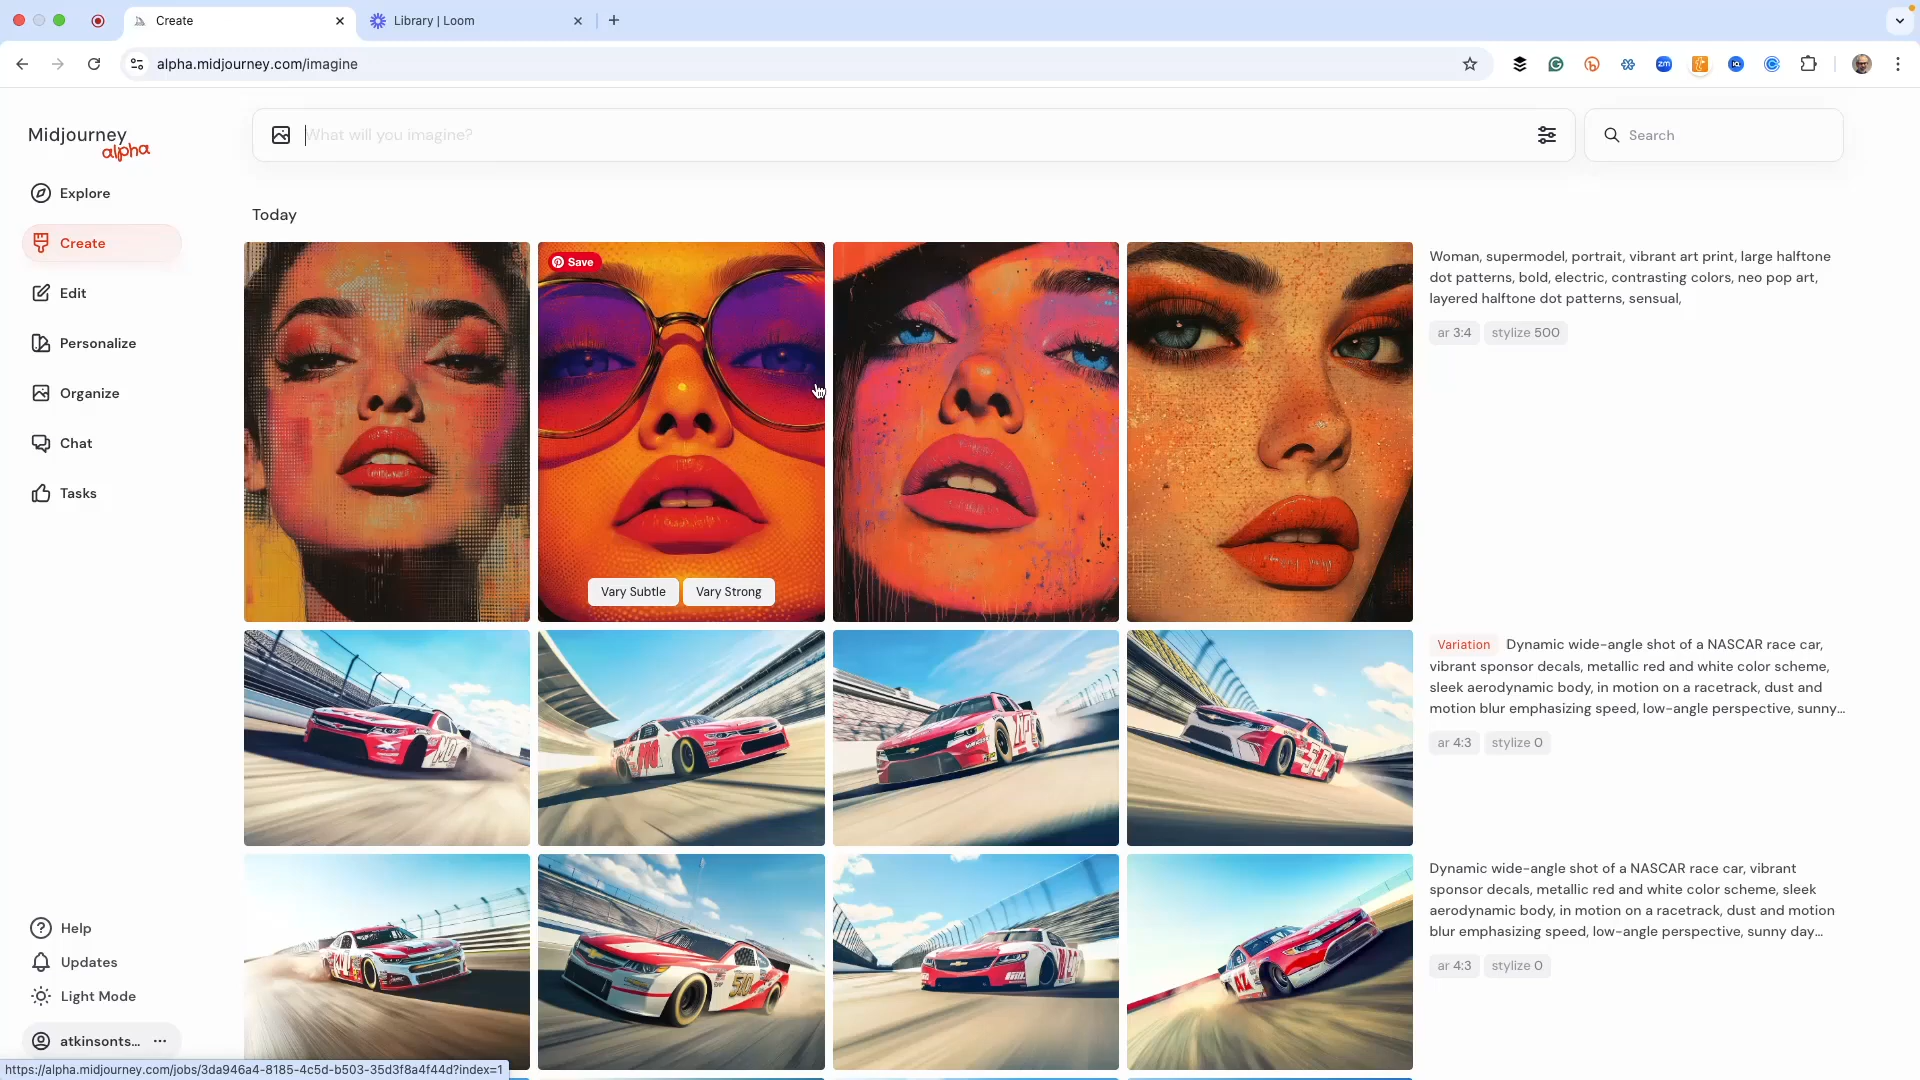 Create
Library | Loom
alpha.midjourney.com/imagine
Midjourney
alpha
What will you imagine?
Search
Explore
Create
Edit
Personalize
Organize
Chat
Tasks
Today
Save
Vary Subtle
Vary Strong
Woman, supermodel, portrait, vibrant art print, large halftone
dot patterns, bold, electric, contrasting colors, neo pop art,
layered halftone dot patterns, sensual,
ar 3:4
stylize 500
Variation Dynamic wide-angle shot of a NASCAR race car,
vibrant sponsor decals, metallic red and white color scheme,
sleek aerodynamic body, in motion on a racetrack, dust and
motion blur emphasizing speed, low-angle perspective, sunny...
ar 4:3
stylize 0
Dynamic wide-angle shot of a NASCAR race car, vibrant
sponsor decals, metallic red and white color scheme, sleek
aerodynamic body, in motion on a racetrack, dust and motion
blur emphasizing speed, low-angle perspective, sunny day...
ar 4:3
stylize 0
Help
Updates
Light Mode
atkinsonts...
https://alpha.midjourney.com/jobs/3da946a4-8185-4c5d-b503-35d3f8a4f44d?index=1